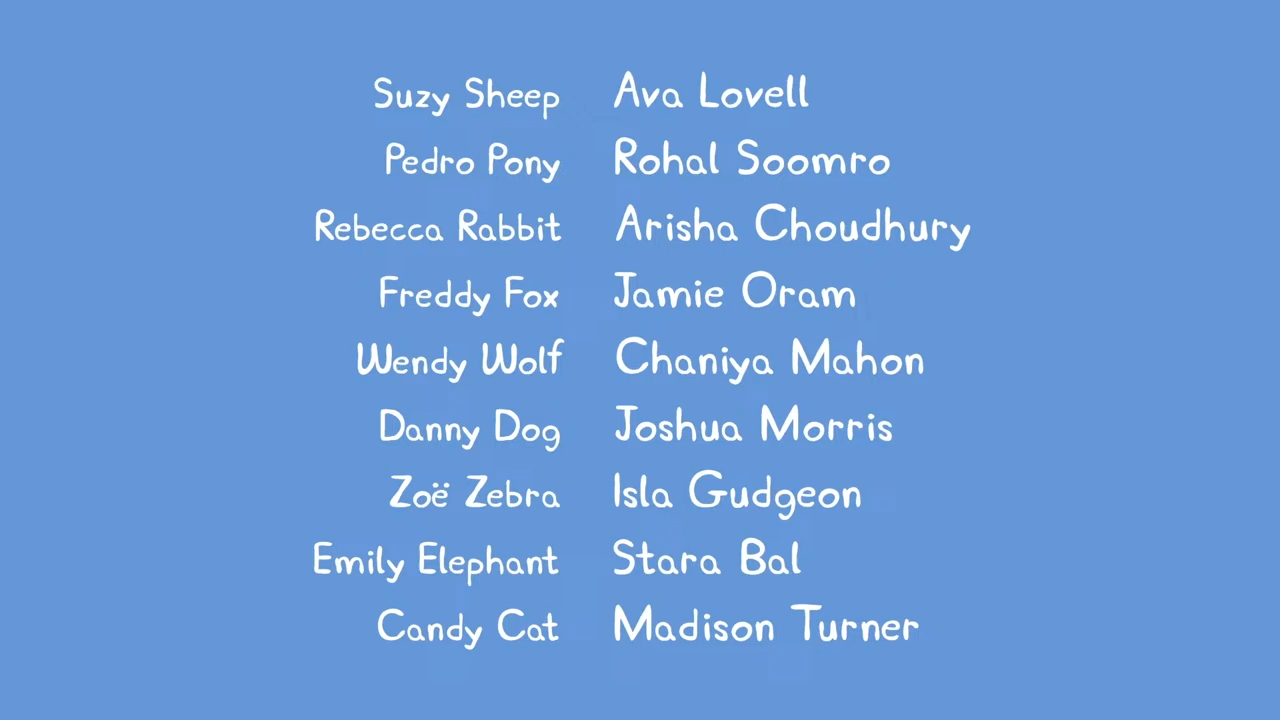 Suzy Sheep Ava Lovell
Pedro Pony Rohal Soomro
Rebecca Rabbit Arisha Choudhury
Freddy Fox Jamie Oram
Wendy Wolf Chaniya Mahon
Danny Dog Joshua Morris
Zoë Zebra Isla Gudgeon
Emily Elephant Stara Bal
Candy Cat Madison Turner